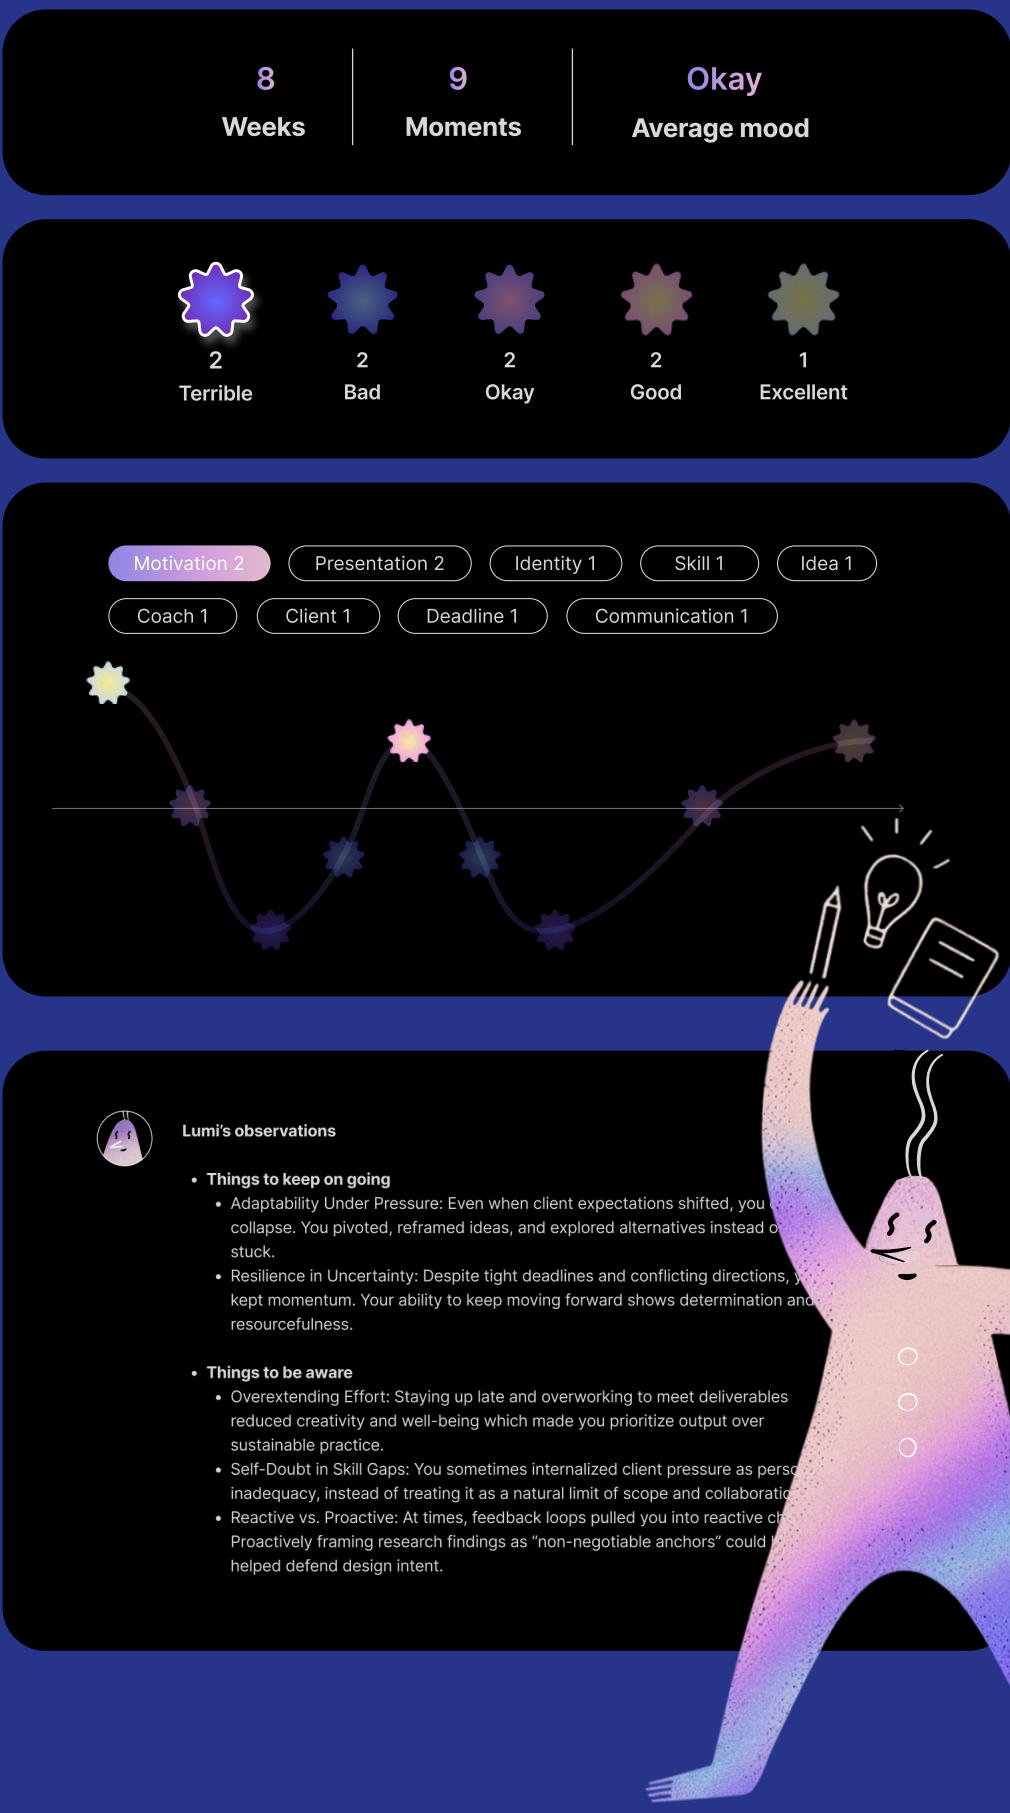 8
Weeks
9
Moments
Okay
Average mood
2
Terrible
2
Bad
2
Okay
2
Good
1
Excellent
Motivation 2
Presentation 2
Identity 1
Skill 1
Idea 1
Coach 1
Client 1
Deadline 1
Communication 1
Lumi’s observations
• Things to keep on going
• Adaptability Under Pressure: Even when client expectations shifted, you
collapse. You pivoted, reframed ideas, and explored alternatives instead
stuck.
• Resilience in Uncertainty: Despite tight deadlines and conflicting directions,
kept momentum. Your ability to keep moving forward shows determination and
resourcefulness.
• Things to be aware
• Overextending Effort: Staying up late and overworking to meet deliverables
reduced creativity and well-being which made you prioritize output over
sustainable practice.
• Self-Doubt in Skill Gaps: You sometimes internalized client pressure as
inadequacy, instead of treating it as a natural limit of scope and
• Reactive vs. Proactive: At times, feedback loops pulled you into reactive
Proactively framing research findings as “non-negotiable anchors” could
helped defend design intent.